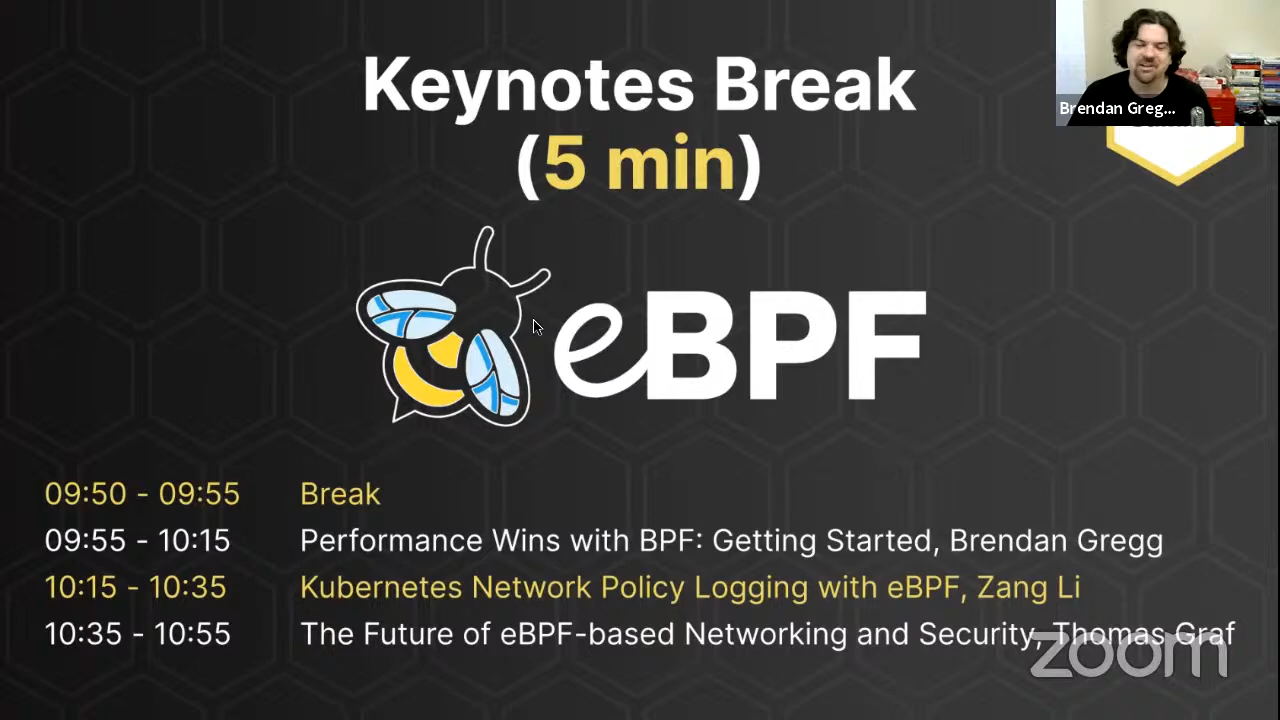 Keynotes Break
(5 min)
Brendan Greg...
eBPF
09:50 - 09:55 Break
09:55 - 10:15 Performance Wins with BPF: Getting Started, Brendan Gregg
10:15 - 10:35 Kubernetes Network Policy Logging with eBPF, Zang Li
10:35 - 10:55 The Future of eBPF-based Networking and Security, Thomas Graf
zoom